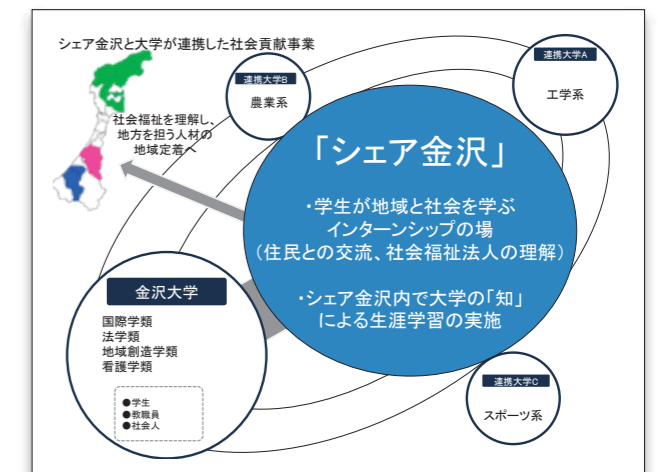 シェア金沢と大学が連携した社会貢献事業
連携大学B
農業系
連携大学A
工学系
社会福祉を理解し、
地方を担う人材の
地域定着へ
「シェア金沢」
・学生が地域と社会を学ぶ
インターンシップの場
（住民との交流、社会福祉法人の理解）
・シェア金沢内で大学の「知」
による生涯学習の実施
金沢大学
国際学類
法学類
地域創造学類
看護学類
●学生
●教職員
●社会人
連携大学C
スポーツ系